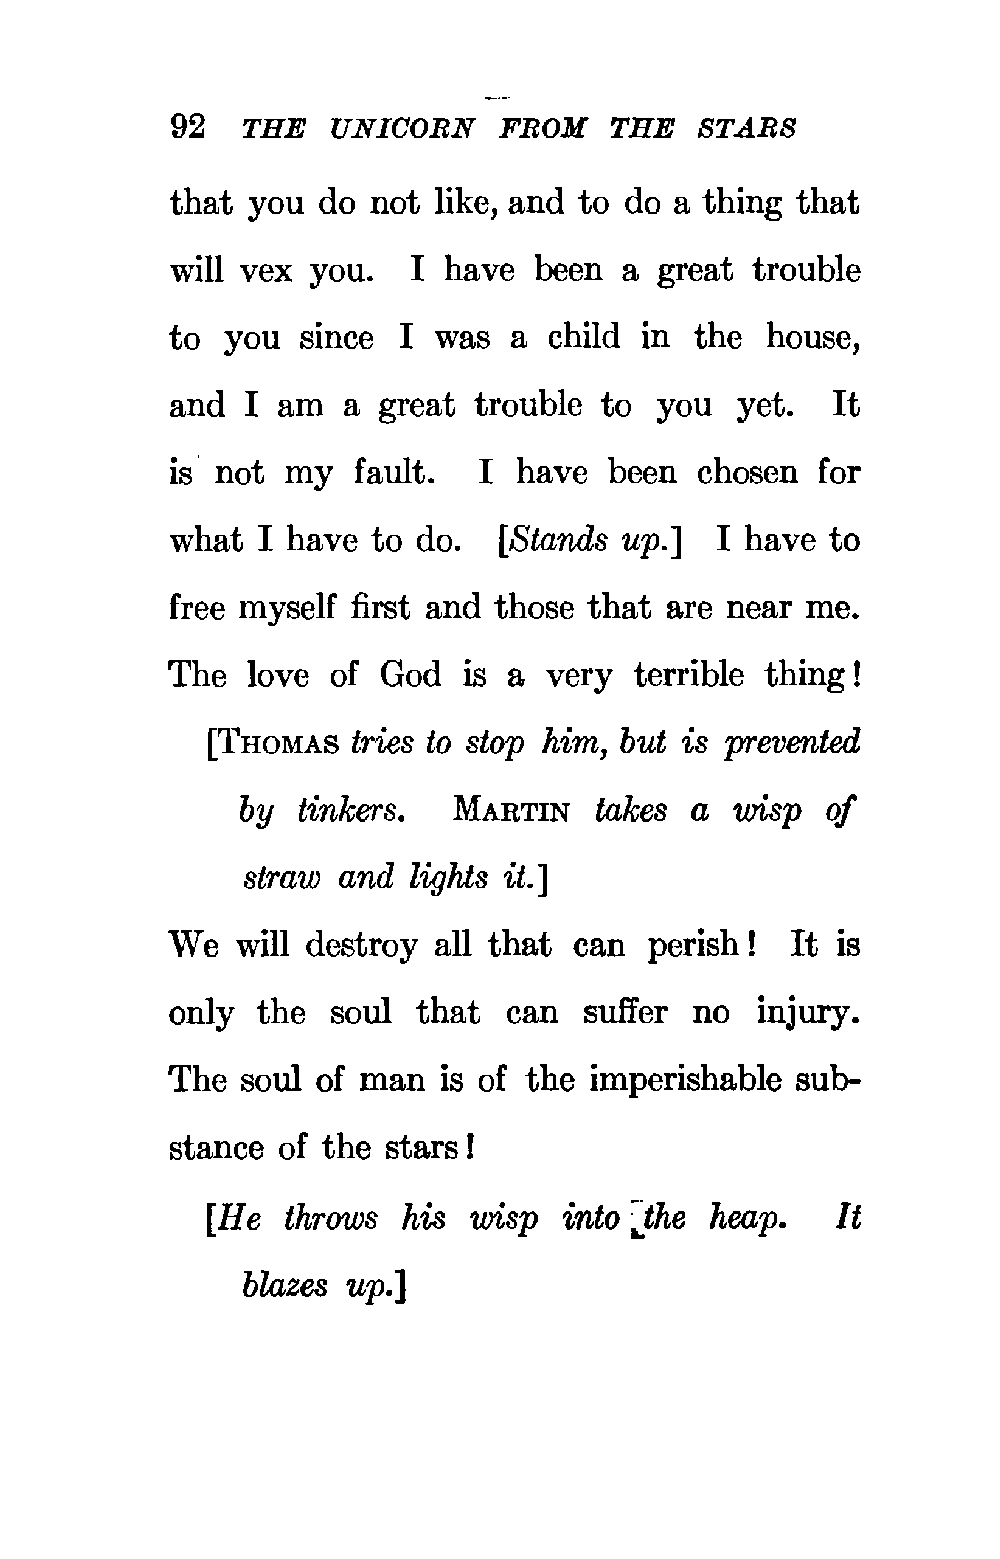 92 THE UNICORN FROM THE STARS
that you do not like, and to do a thing that
will vex you. I have been a great trouble
to you since I was a child in the house,
and I am a great trouble to you yet. It
is not my fault. I have been chosen for
what I have to do. [Stands up.] I have to
free myself first and those that are near me.
The love of God is a very terrible thing!
[THOMAS tries to stop him, but is prevented
by tinkers. MARTIN takes a wisp of
straw and lights it.]
We will destroy all that can perish! It is
only the soul that can suffer no injury.
The soul of man is of the imperishable sub-
stance of the stars!
[He throws his wisp into the heap. It
blazes up.]